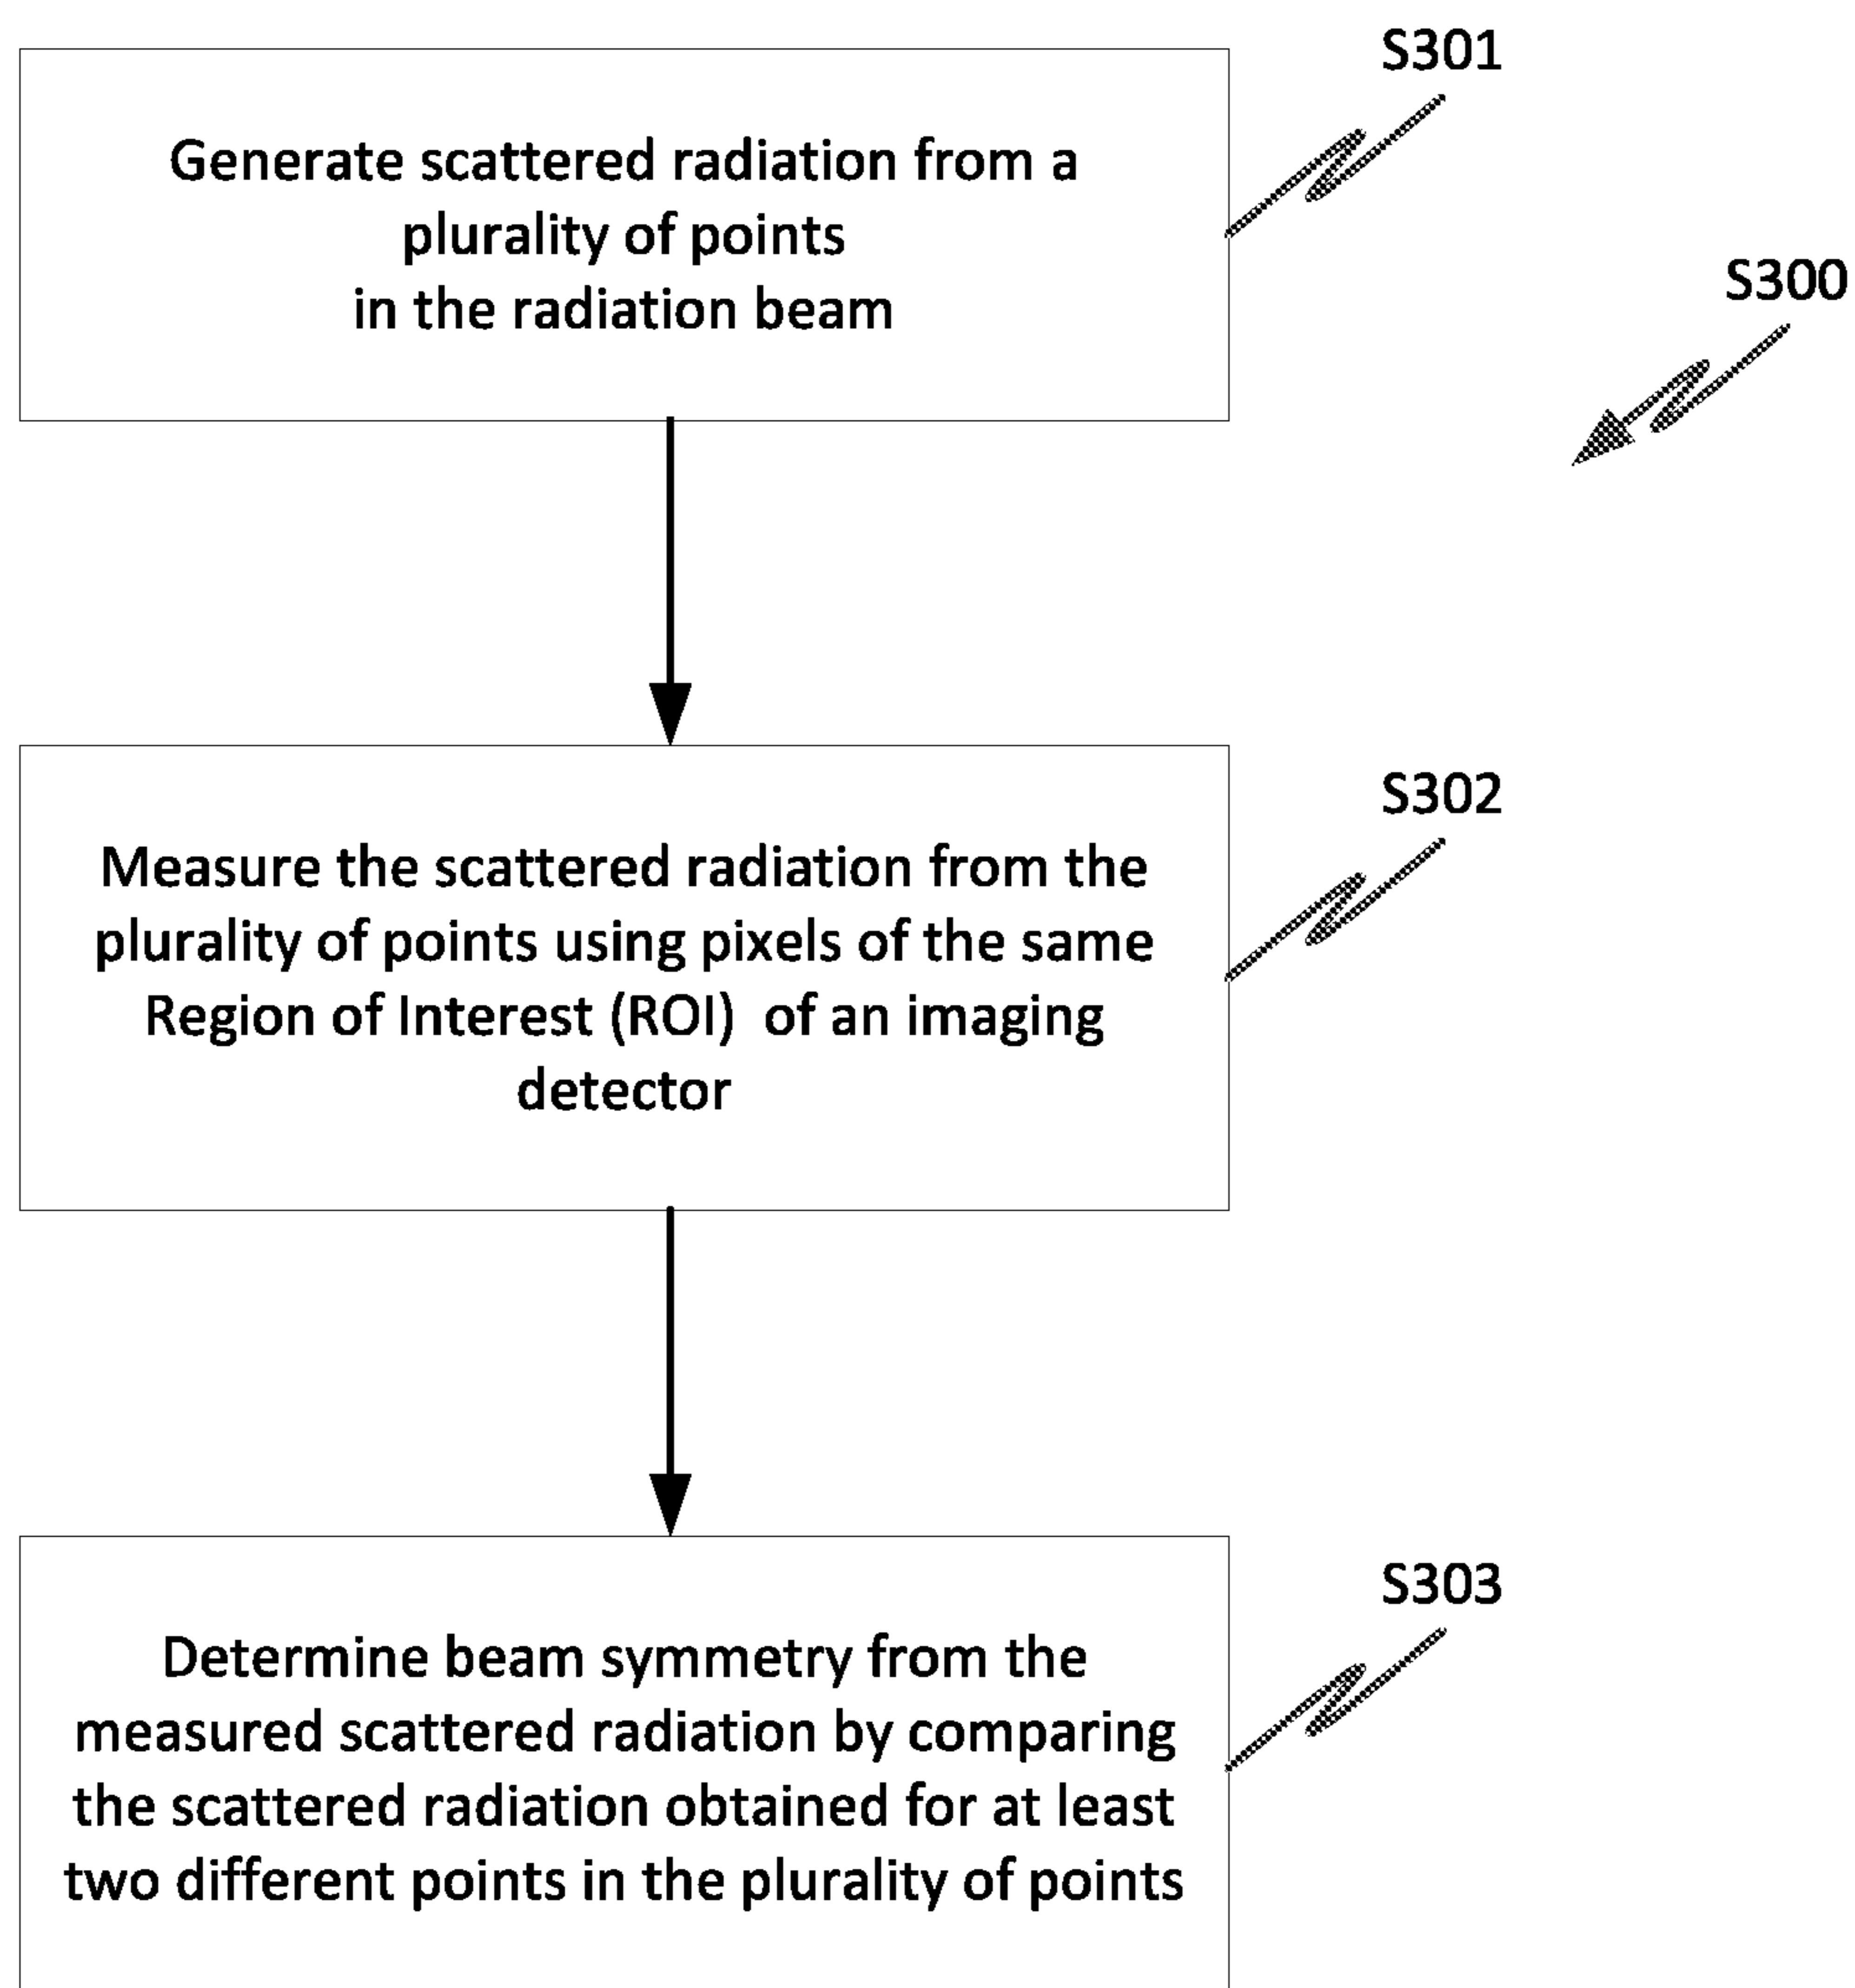 S301
Generate scattered radiation from a
plurality of points
in the radiation beam
S300
S302
Measure the scattered radiation from the
plurality of points using pixels of the same
Region of Interest (ROI) of an imaging
detector
S303
Determine beam symmetry from the
measured scattered radiation by comparing
the scattered radiation obtained for at least
two different points in the plurality of points